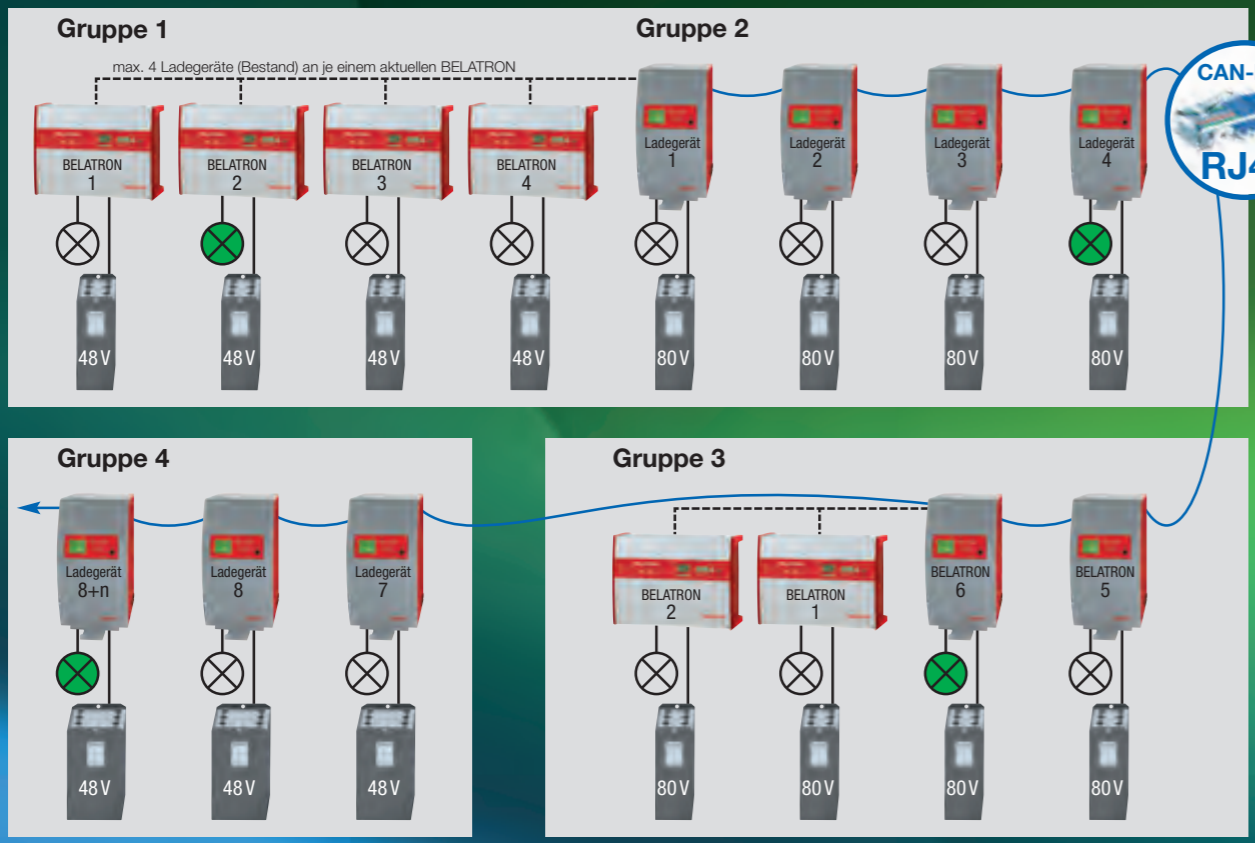 Gruppe 1
Gruppe 2
max. 4 Ladegeräte (Bestand) an je einem aktuellen BELATRON
BELATRON
1
BELATRON
2
BELATRON
3
BELATRON
4
Ladegerät
1
Ladegerät
2
Ladegerät
3
Ladegerät
4
CAN-
RJ4
48 V
48 V
48 V
48 V
80 V
80 V
80 V
80 V
Gruppe 4
Gruppe 3
Ladegerät
8+n
Ladegerät
8
Ladegerät
7
BELATRON
2
BELATRON
1
BELATRON
6
BELATRON
5
48 V
48 V
48 V
80 V
80 V
80 V
80 V